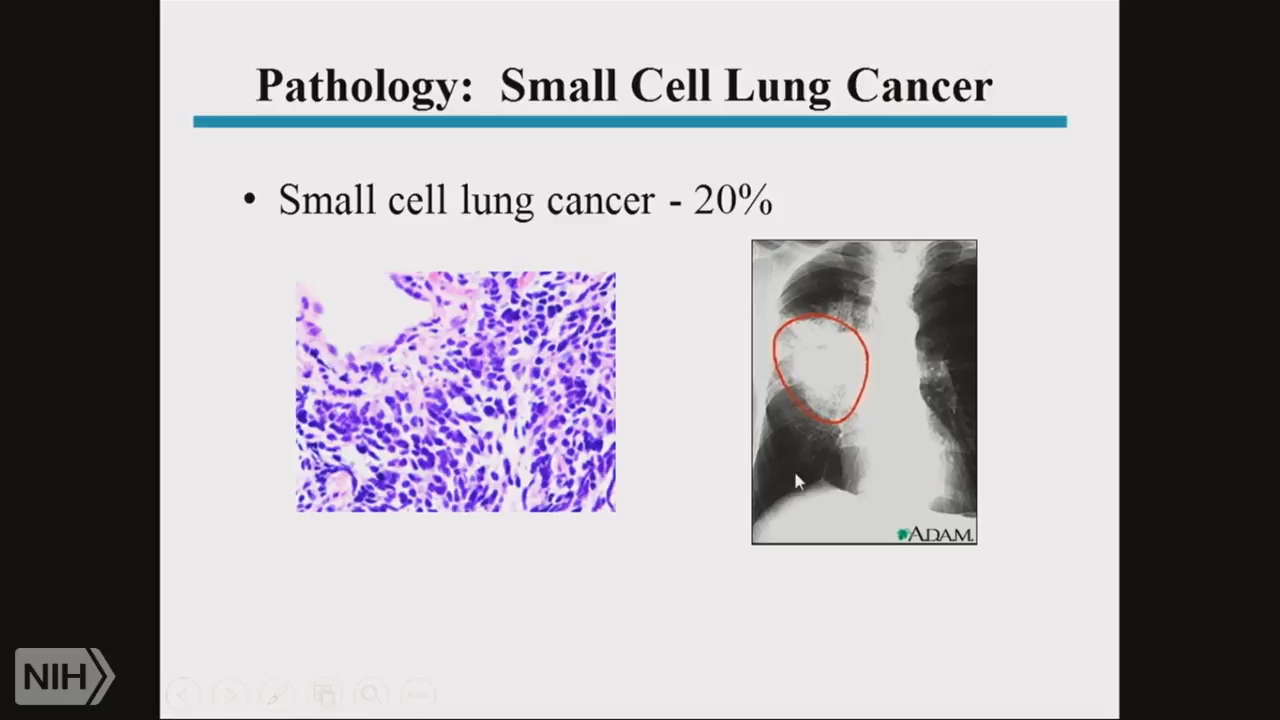 Pathology: Small Cell Lung Cancer
• Small cell lung cancer - 20%
ADAM.
NIH